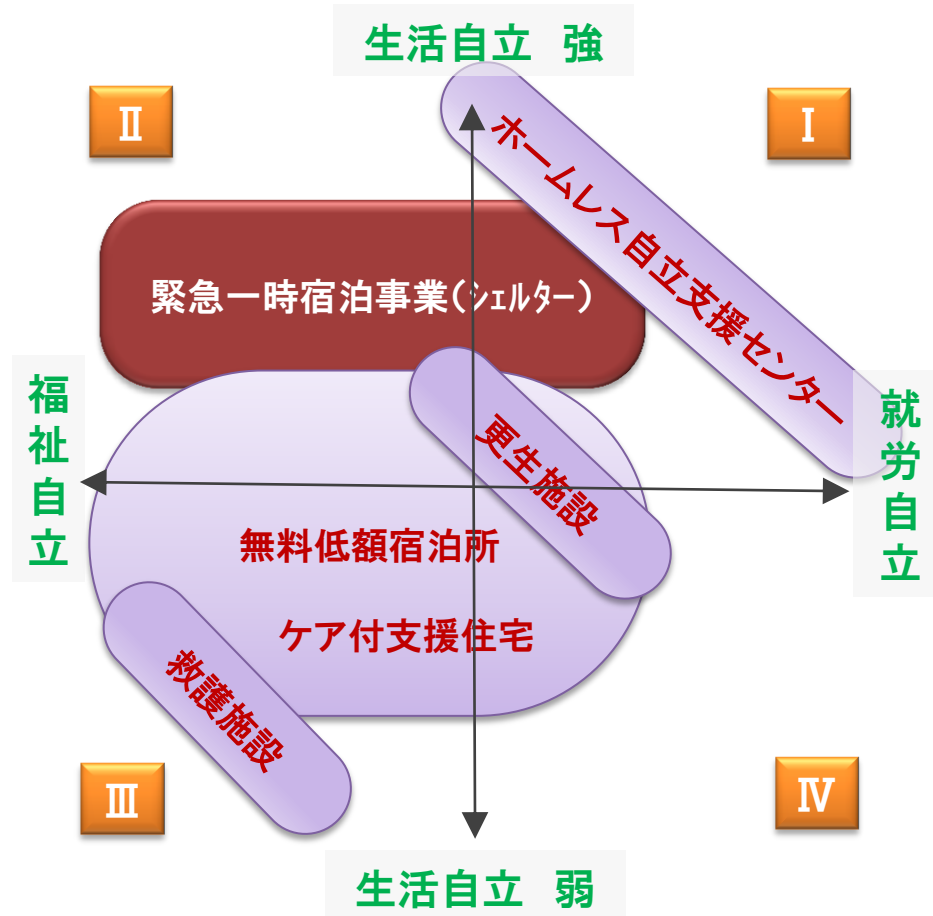 生活自立 強
Ⅱ
Ⅰ
ホームレス自立支援センター
緊急一時宿泊事業(ｼｪﾙﾀｰ)
福祉自立
就労自立
更生施設
無料低額宿泊所
ケア付支援住宅
救護施設
Ⅲ
Ⅳ
生活自立 弱